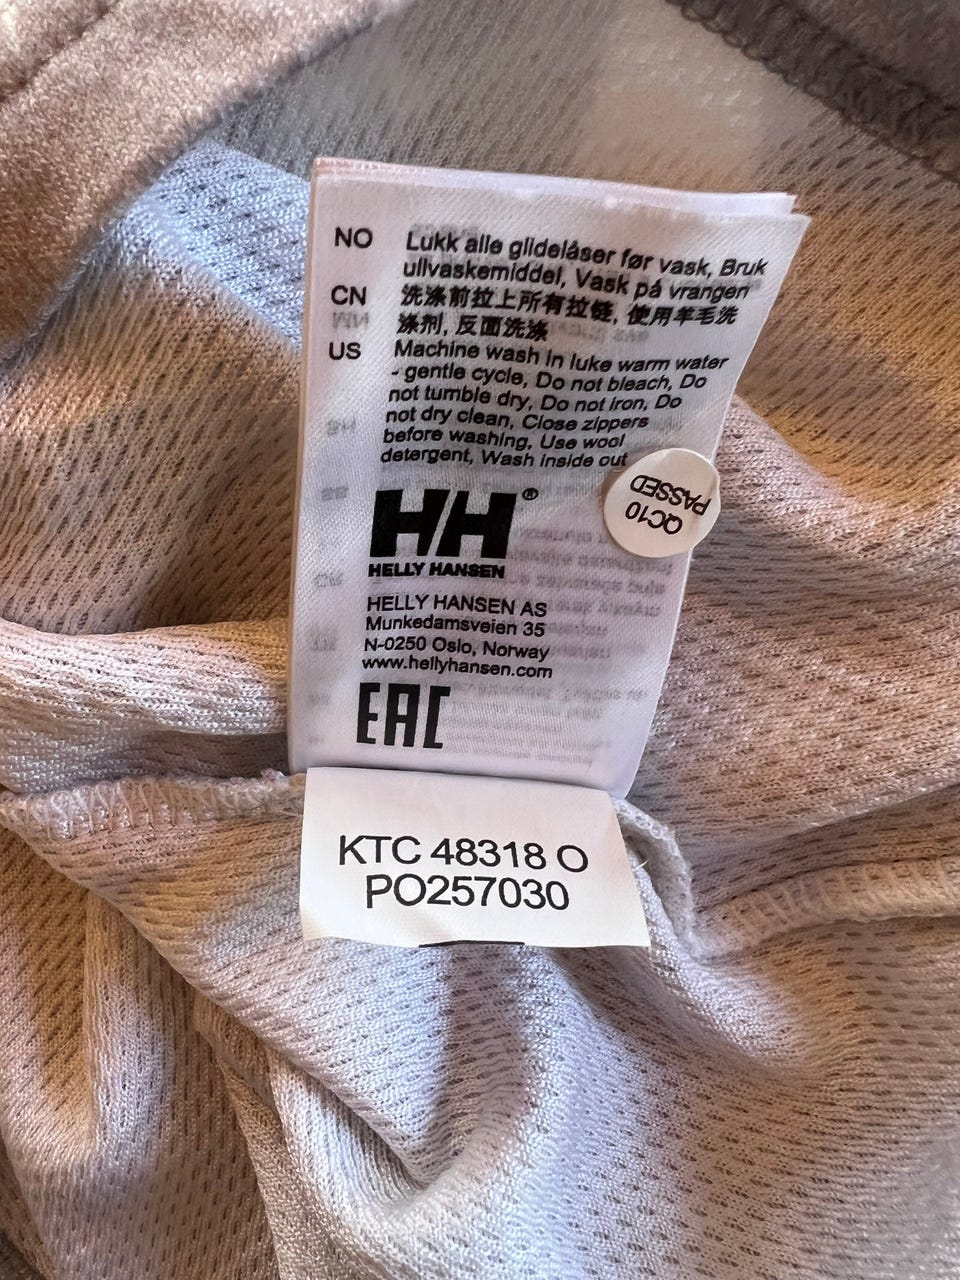 NO Lukk alle glidelåser før vask, Bruk
ullvaskemiddel, Vask på vrangen
CN 洗涤前拉上所有拉链, 使用羊毛洗
涤剂, 反面洗涤
US Machine wash in luke warm water
- gentle cycle, Do not bleach, Do
not tumble dry, Do not iron, Do
not dry clean, Close zippers
before washing, Use wool
detergent, Wash inside out
QC10
PASSED
HH®
HELLY HANSEN
HELLY HANSEN AS
Munkedamsveien 35
N-0250 Oslo, Norway
www.hellyhansen.com
EAC
KTC 48318 O
PO257030